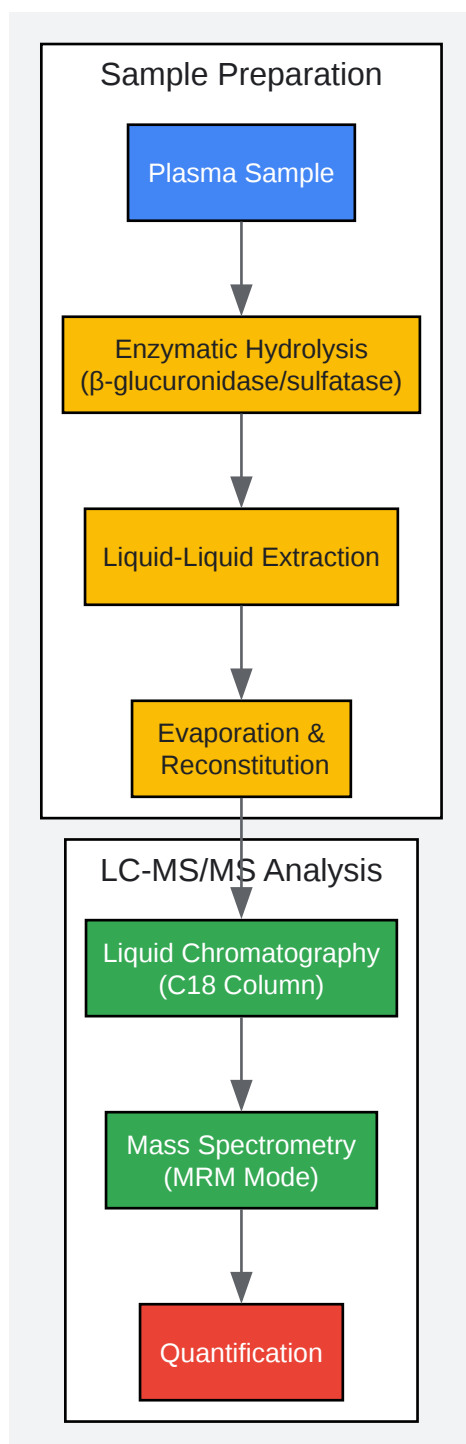 Sample Preparation
Plasma Sample
Enzymatic Hydrolysis
(β-glucuronidase/sulfatase)
Liquid-Liquid Extraction
Evaporation &
Reconstitution
LC-MS/MS Analysis
Liquid Chromatography
(C18 Column)
Mass Spectrometry
(MRM Mode)
Quantification